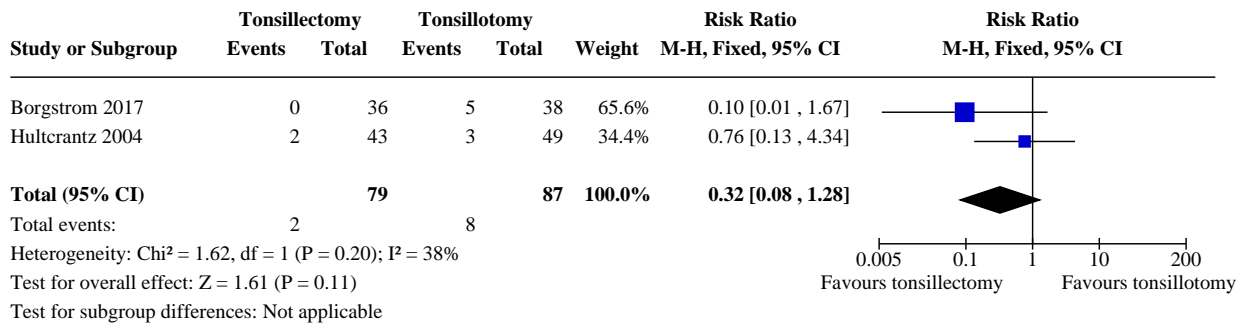 Tonsillectomy Tonsillotomy Risk Ratio Risk Ratio
Study or Subgroup Events Total Events Total Weight M-H, Fixed, 95% CI M-H, Fixed, 95% CI
Borgstrom 2017 0 36 5 38 65.6% 0.10 [0.01 , 1.67]
Hultcrantz 2004 2 43 3 49 34.4% 0.76 [0.13 , 4.34]
Total (95% CI) 79 87 100.0% 0.32 [0.08 , 1.28]
Total events: 2 8
Heterogeneity: Chi² = 1.62, df = 1 (P = 0.20); I² = 38%
0.005 0.1 1 10 200
Test for overall effect: Z = 1.61 (P = 0.11) Favours tonsillectomy Favours tonsillotomy
Test for subgroup differences: Not applicable